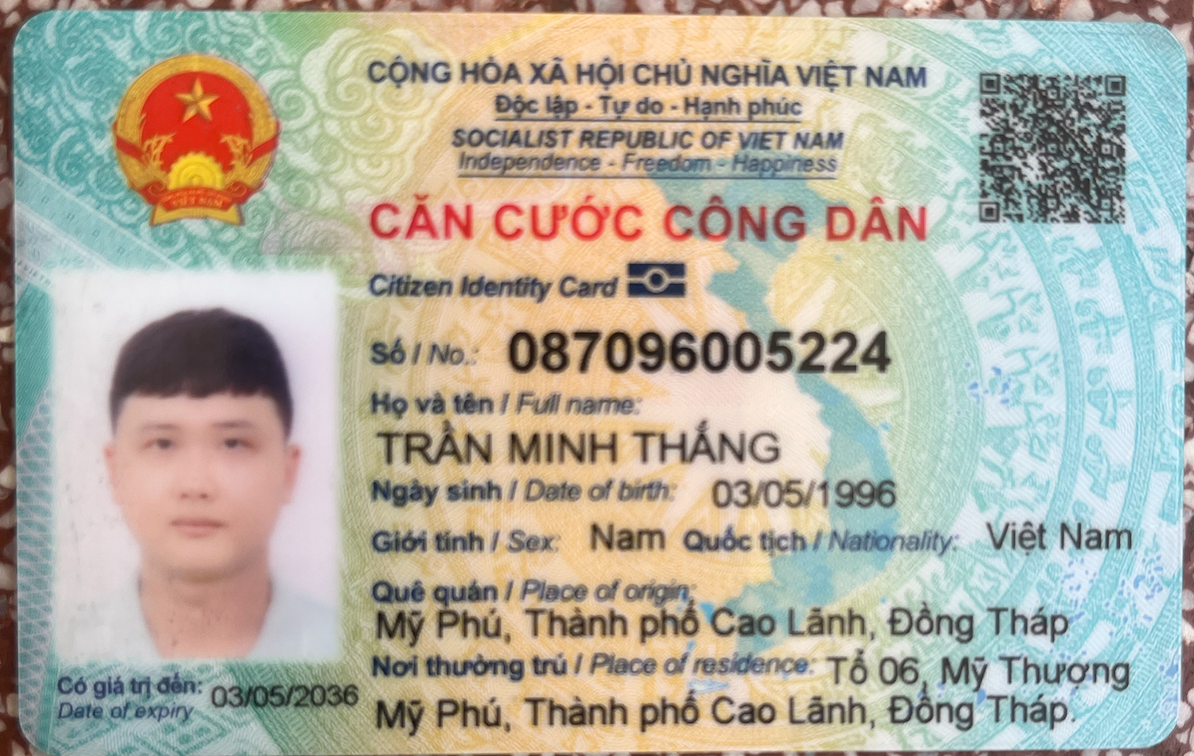 CỘNG HÒA XÃ HỘI CHỦ NGHĨA VIỆT NAM
Độc lập - Tự do - Hạnh phúc
SOCIALIST REPUBLIC OF VIET NAM
Independence - Freedom - Happiness
VIỆT NAM
CĂN CƯỚC CÔNG DÂN
Citizen Identity Card
Số / No.: 087096005224
Họ và tên / Full name:
TRẦN MINH THẮNG
Ngày sinh / Date of birth: 03/05/1996
Giới tính / Sex: Nam Quốc tịch / Nationality: Việt Nam
Quê quán / Place of origin:
Mỹ Phú, Thành phố Cao Lãnh, Đồng Tháp
Nơi thường trú / Place of residence: Tổ 06, Mỹ Thượng
Mỹ Phú, Thành phố Cao Lãnh, Đồng Tháp.
Có giá trị đến: 03/05/2036
Date of expiry